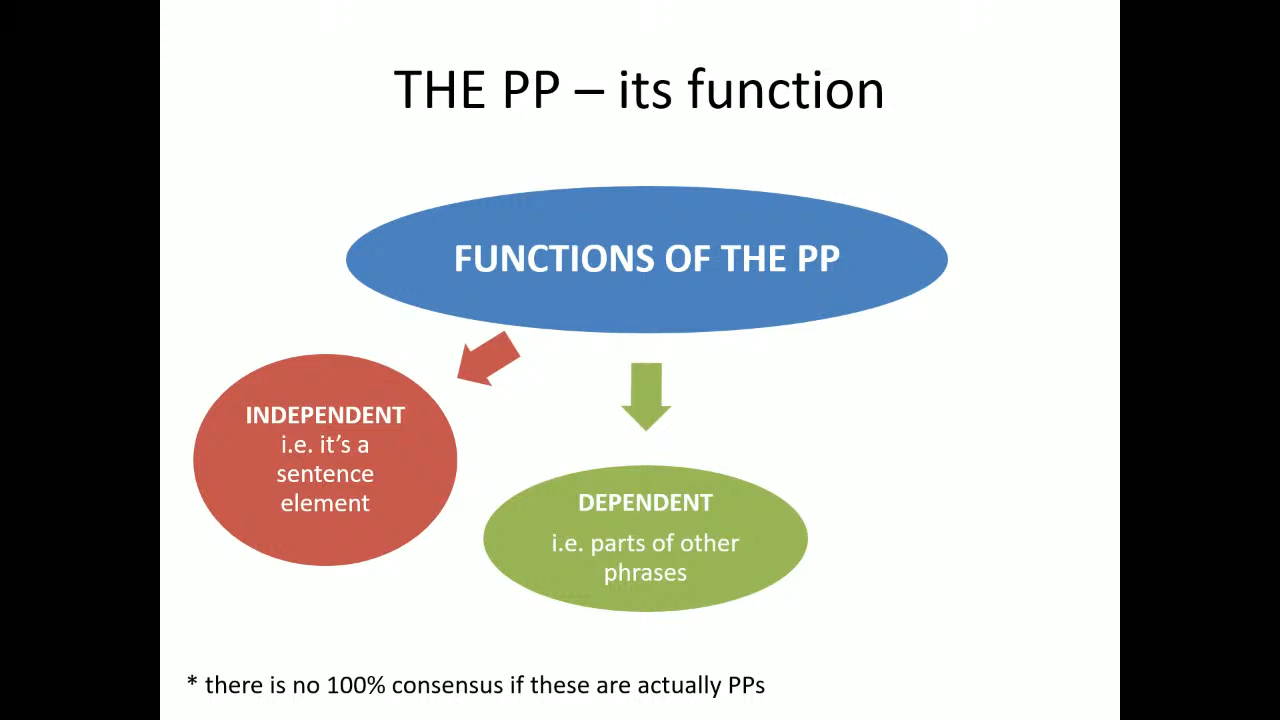 THE PP – its function
FUNCTIONS OF THE PP
INDEPENDENT
i.e. it’s a
sentence
element
DEPENDENT
i.e. parts of other
phrases
* there is no 100% consensus if these are actually PPs